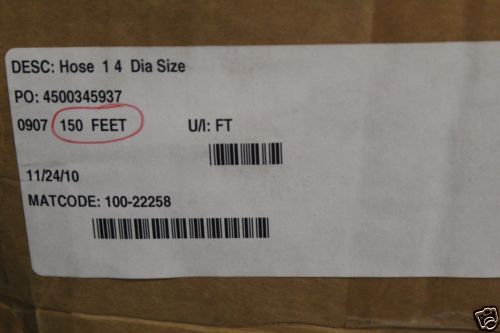 DESC: Hose 1 4 Dia Size
PO: 4500345937
0907 150 FEET U/I: FT
11/24/10
MATCODE: 100-22258